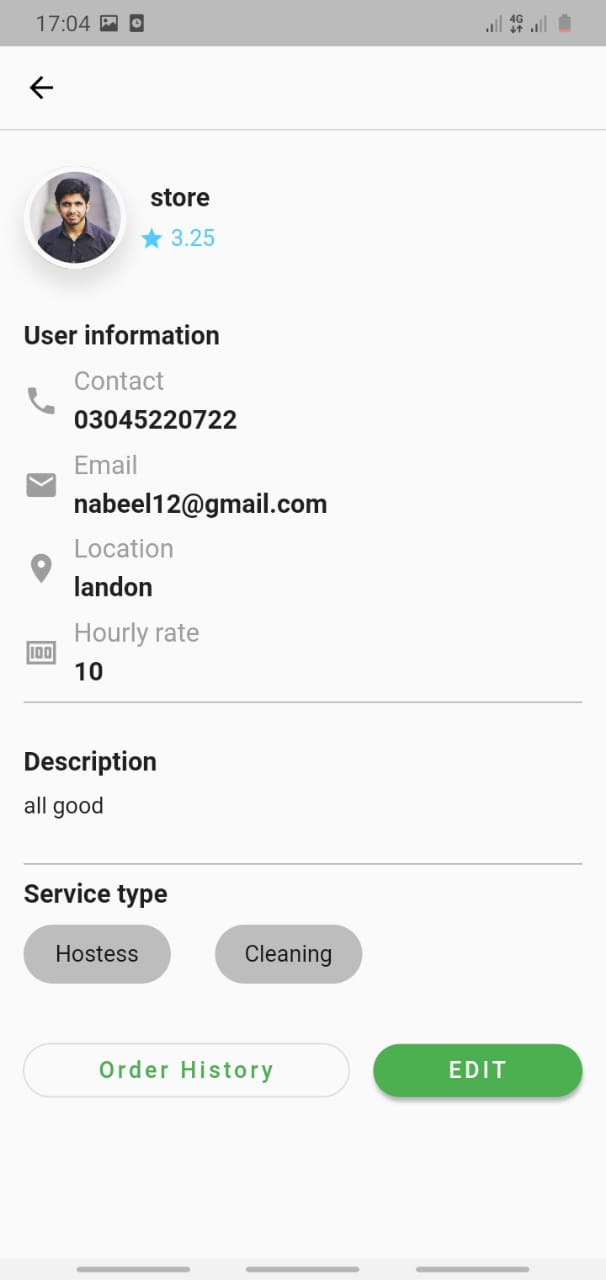 17:04
4G
store
3.25
User information
Contact
03045220722
Email
nabeel12@gmail.com
Location
landon
Hourly rate
100
10
Description
all good
Service type
Hostess Cleaning
Order History EDIT